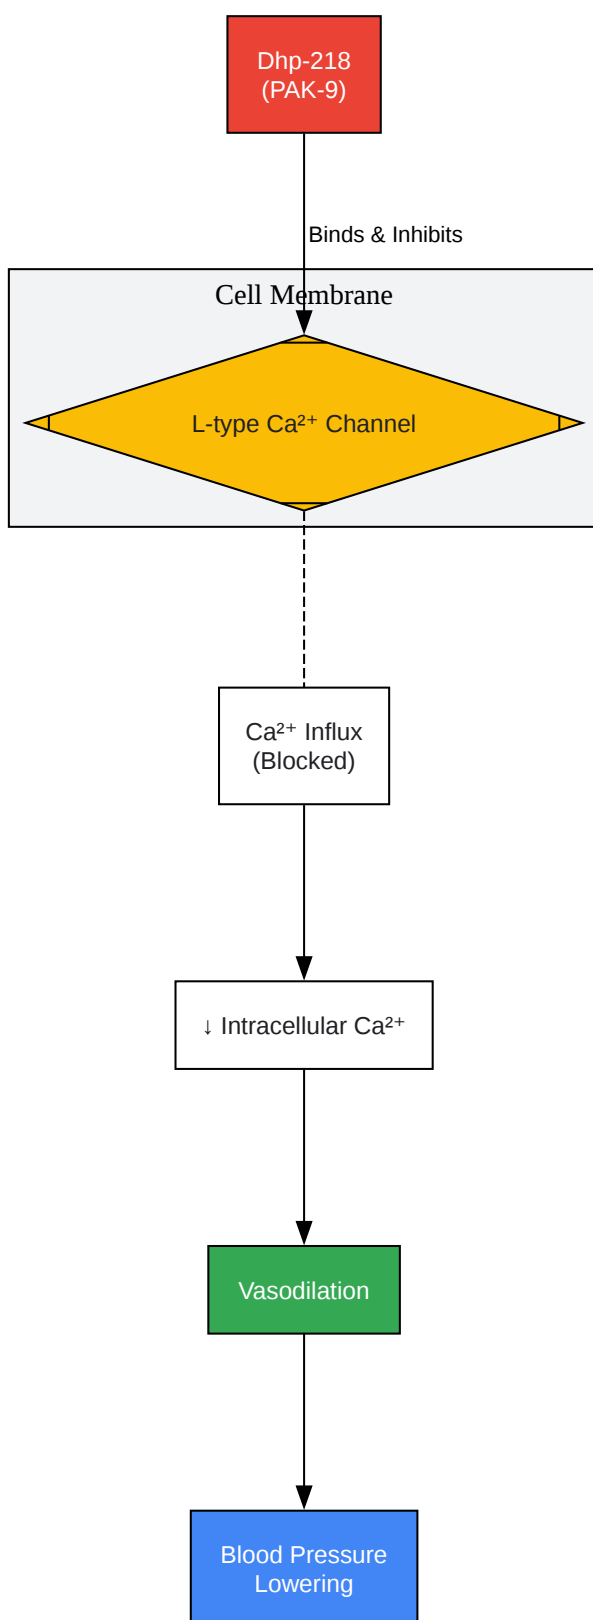 Dhp-218
(PAK-9)
Binds & Inhibits
Cell Membrane
L-type Ca²⁺ Channel
Ca²⁺ Influx
(Blocked)
↓ Intracellular Ca²⁺
Vasodilation
Blood Pressure
Lowering